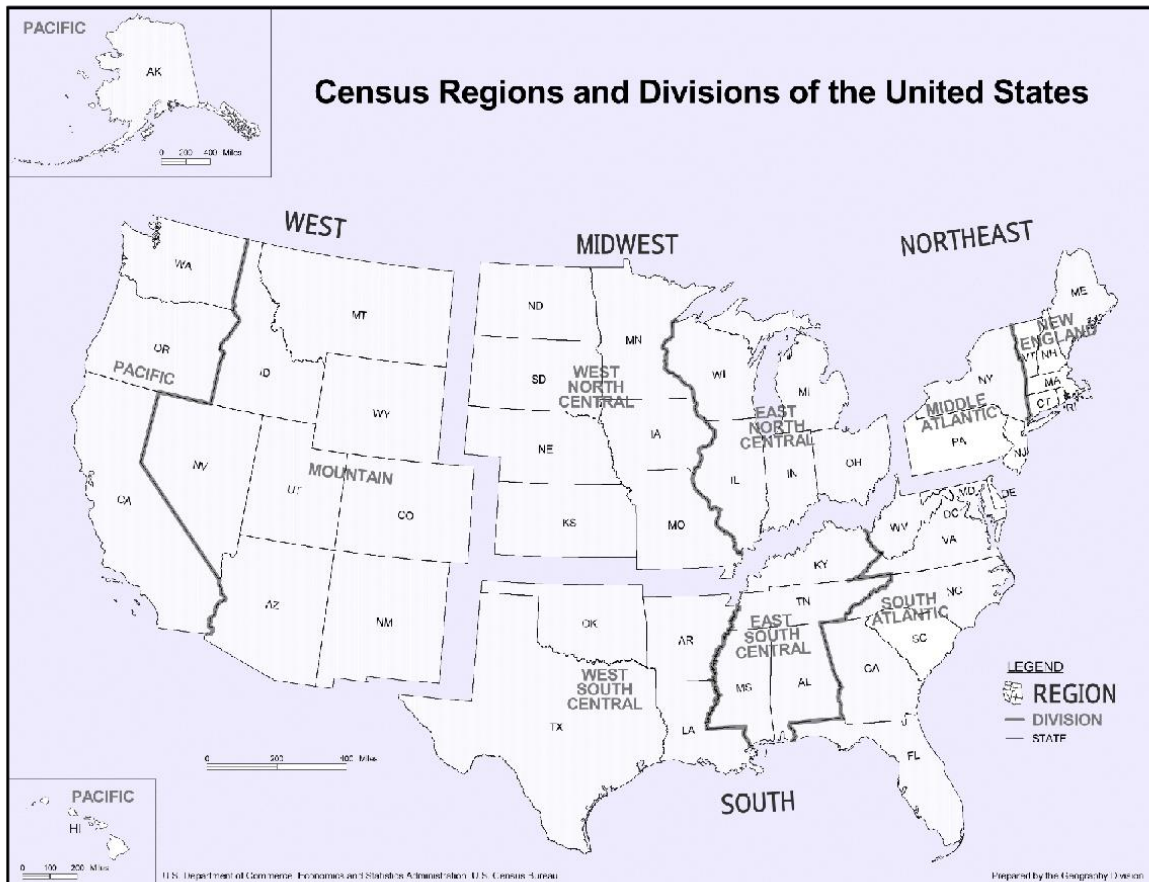 PACIFIC
AK
0 200 400 Miles
Census Regions and Divisions of the United States
WEST
MIDWEST
NORTHEAST
WA
MT
ND
MN
ME
OR
ID
PACIFIC
WY
SD
WEST
NORTH
CENTRAL
WI
MI
NY
NEW
ENGLAND
VT
NH
MA
CT
RI
MIDDLE
ATLANTIC
PA
NJ
NV
UT
MOUNTAIN
CO
CA
NE
IA
EAST
NORTH
CENTRAL
IL
IN
OH
KS
MO
WV
MD
DE
DC
VA
KY
AZ
NM
OK
AR
TN
EAST
SOUTH
CENTRAL
NC
SOUTH
ATLANTIC
SC
WEST
SOUTH
CENTRAL
TX
LA
MS
AL
GA
FL
SOUTH
LEGEND
REGION
DIVISION
STATE
0 200 400 Miles
PACIFIC
HI
0 100 200 Miles
U.S. Department of Commerce Economics and Statistics Administration U.S. Census Bureau
Prepared by the Geography Division